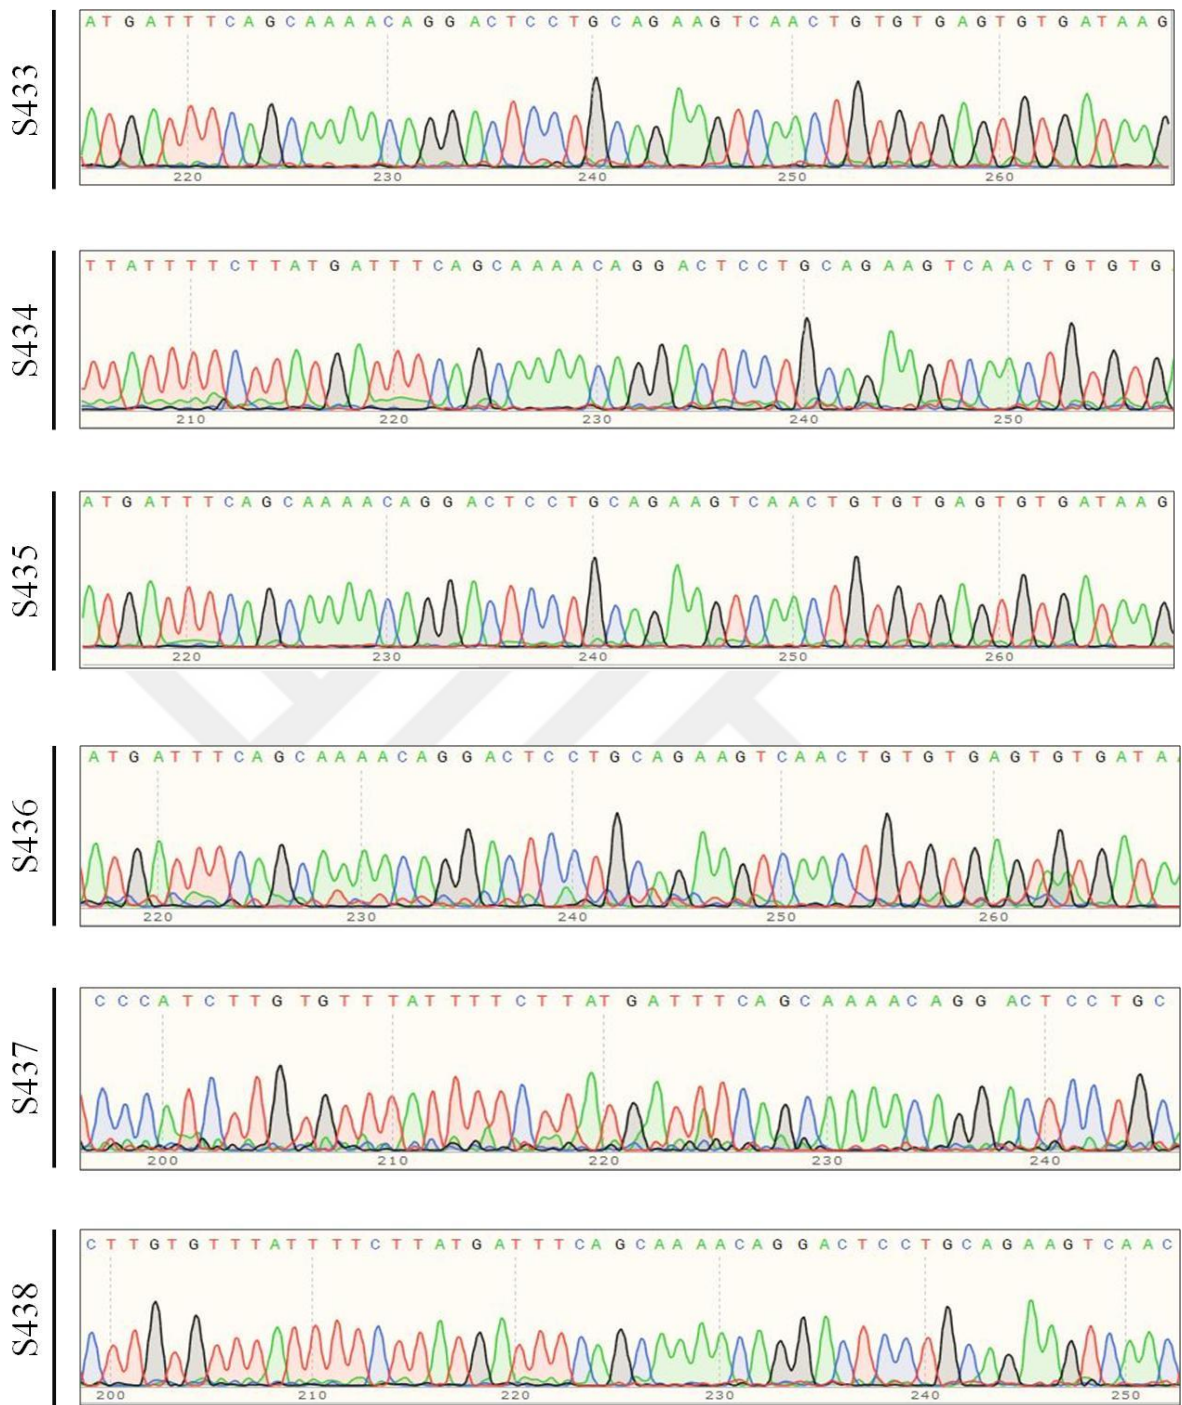 S433
ATGATTTCAGCAAAACAGGACTCCTGCAGAAGTCAACTGTGTGAGTGTGATAAG
220 230 240 250 260
S434
TTATTTTCTTATGATTTCAGCAAAACAGGACTCCTGCAGAAGTCAACTGTGTG
210 220 230 240 250
S435
ATGATTTCAGCAAAACAGGACTCCTGCAGAAGTCAACTGTGTGAGTGTGATAAG
220 230 240 250 260
S436
ATGATTTCAGCAAAACAGGACTCCTGCAGAAGTCAACTGTGTGAGTGTGATA
220 230 240 250 260
S437
CCCATCTTGTGTTTATTTTCTTATGATTTCAGCAAAACAGGACTCCTGC
200 210 220 230 240
S438
CTTGTGTTTATTTTCTTATGATTTCAGCAAAACAGGACTCCTGCAGAAGTCAAC
200 210 220 230 240 250